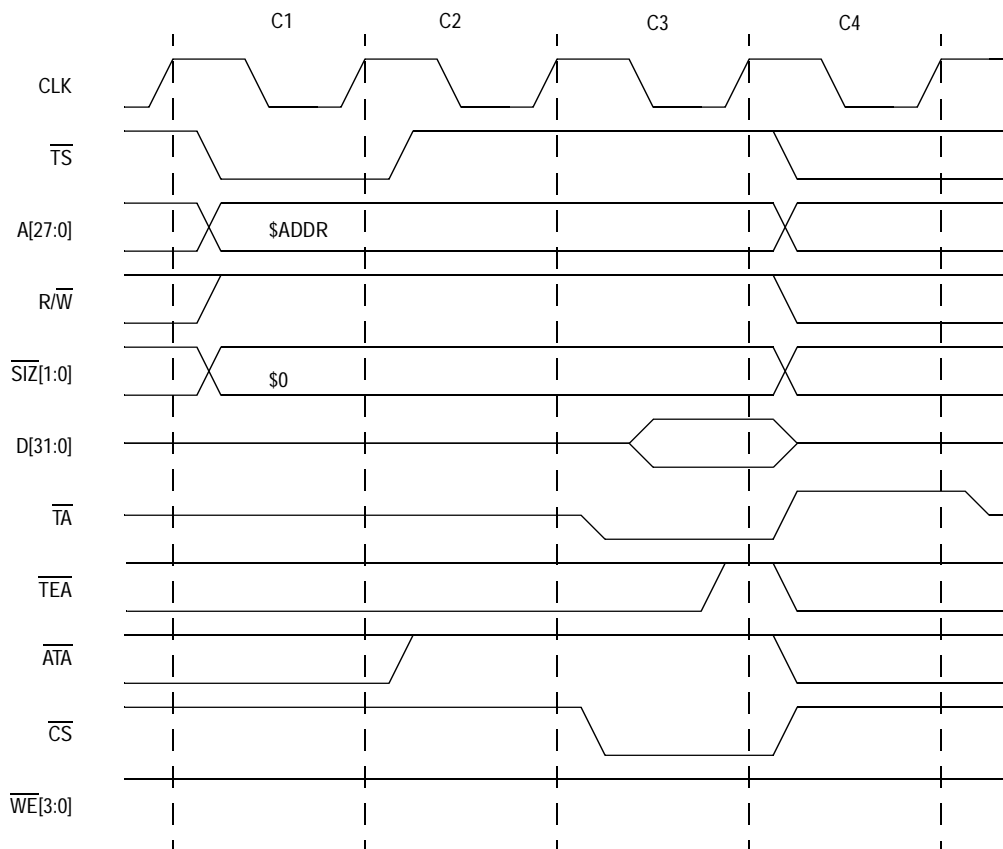 C1 C2 C3 C4
CLK
TS
A[27:0] $ADDR
R/W
SIZ[1:0] $0
D[31:0]
TA
TEA
ATA
CS
WE[3:0]